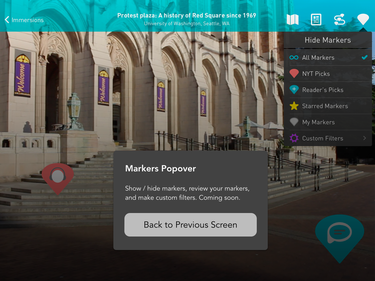 Immersions
Protest plaza: A history of Red Square since 1969
University of Washington, Seattle, WA
Hide Markers
All Markers
NYT Picks
Reader's Picks
Starred Markers
My Markers
Custom Filters
Welcome
Welcome
Welcome
Markers Popover
Show / hide markers, review your markers,
and make custom filters. Coming soon.
Back to Previous Screen